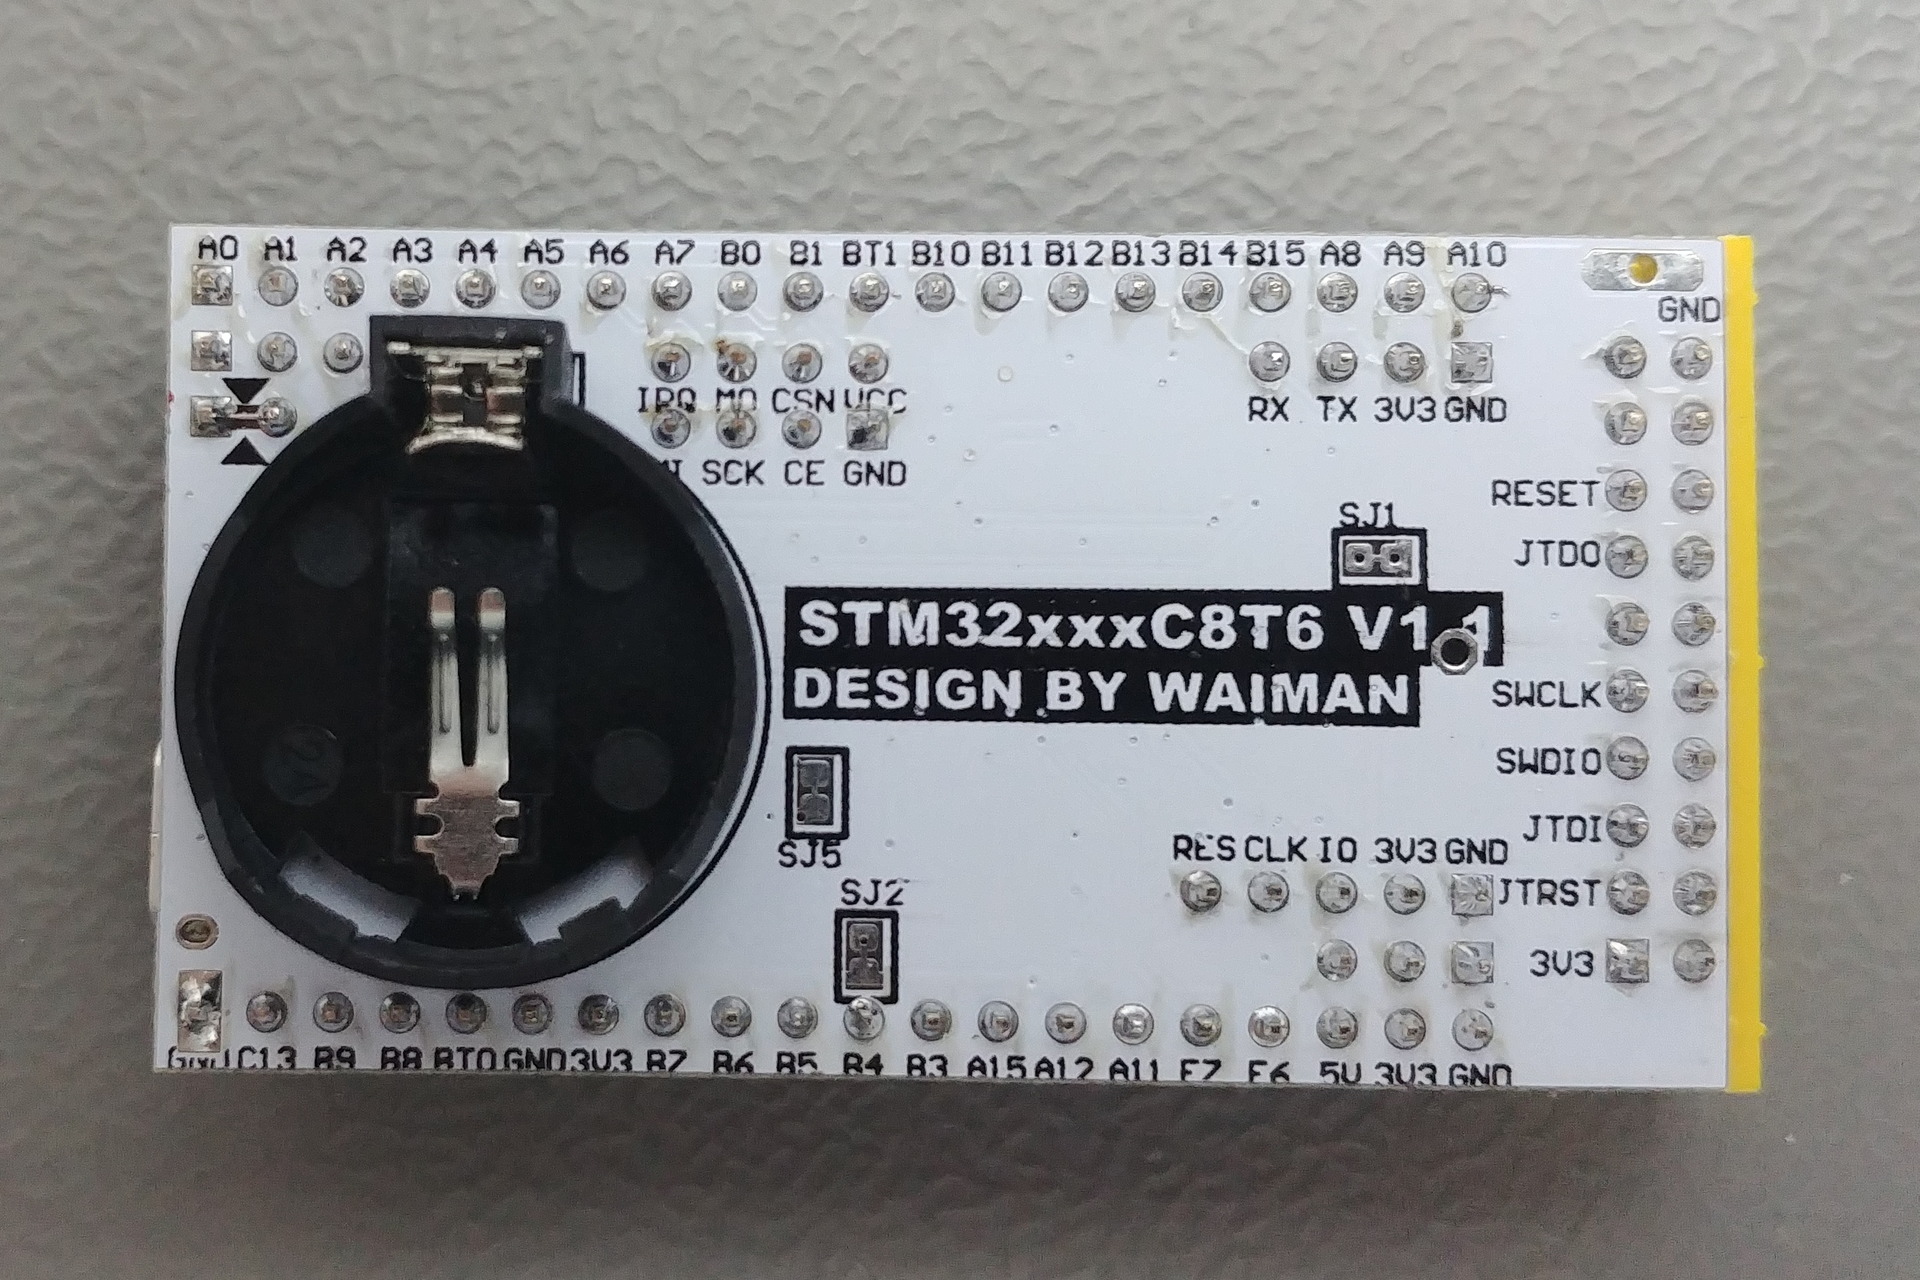 A0 A1 A2 A3 A4 A5 A6 A7 B0 B1 BT1 B10 B11 B12 B13 B14 B15 A8 A9 A10
GND
IRQ MO CSN VCC
RX TX 3V3 GND
SCK CE GND
RESET
SJ1
JTDO
STM32xxxC8T6 V1.1
DESIGN BY WAIMAN
SWCLK
SWDIO
JTDI
SJ5
RES CLK IO 3V3 GND
SJ2
JTRST
3V3
GND C13 B9 B8 BT0 GND 3V3 B7 B6 B5 B4 B3 A15 A12 A11 F7 F6 5V 3V3 GND